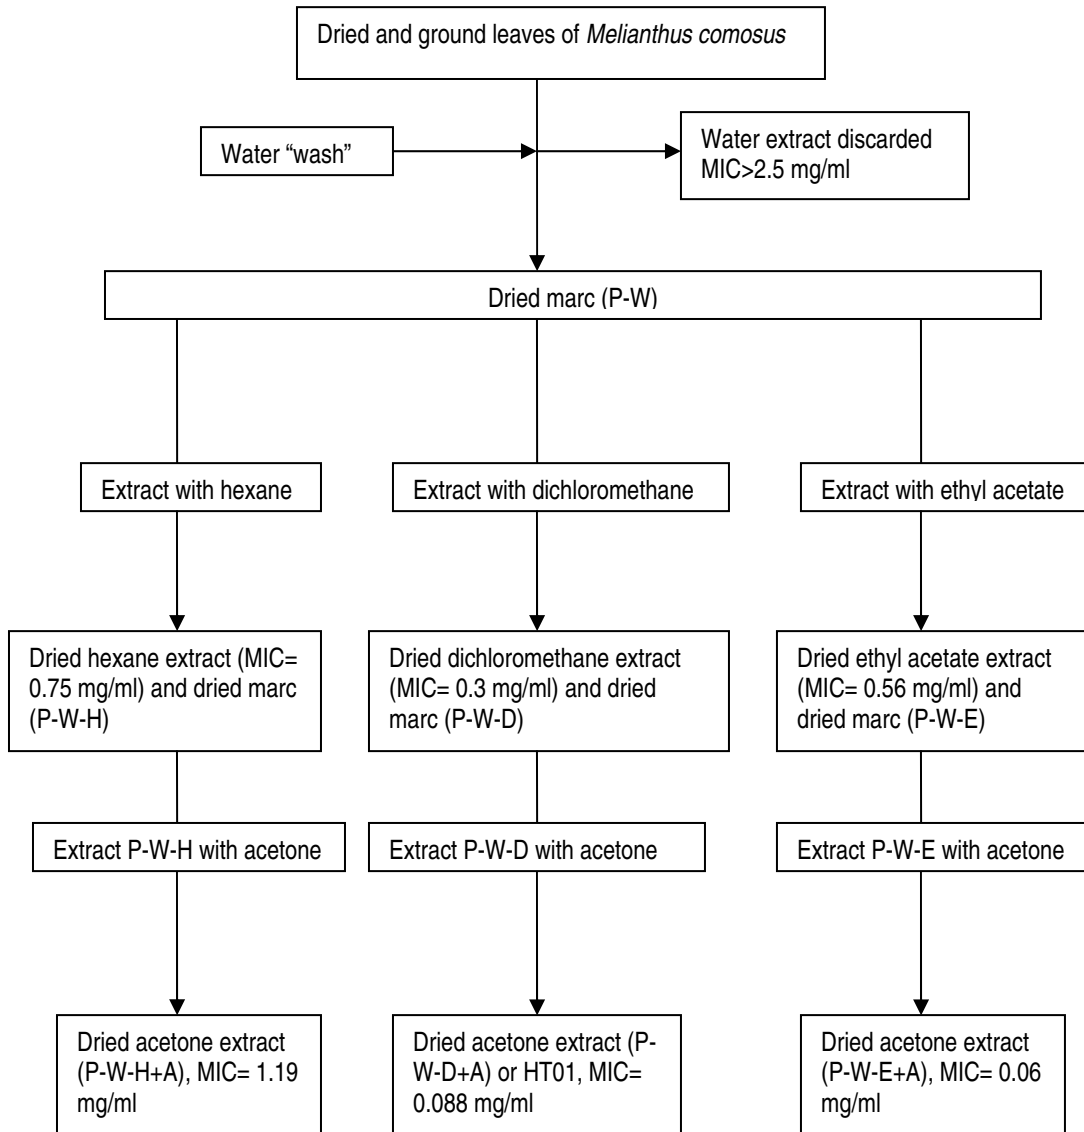 Dried and ground leaves of Melianthus comosus
Water “wash”
Water extract discarded
MIC>2.5 mg/ml
Dried marc (P-W)
Extract with hexane
Extract with dichloromethane
Extract with ethyl acetate
Dried hexane extract (MIC=
0.75 mg/ml) and dried marc
(P-W-H)
Dried dichloromethane extract
(MIC= 0.3 mg/ml) and dried
marc (P-W-D)
Dried ethyl acetate extract
(MIC= 0.56 mg/ml) and
dried marc (P-W-E)
Extract P-W-H with acetone
Extract P-W-D with acetone
Extract P-W-E with acetone
Dried acetone extract
(P-W-H+A), MIC= 1.19
mg/ml
Dried acetone extract (P-
W-D+A) or HT01, MIC=
0.088 mg/ml
Dried acetone extract
(P-W-E+A), MIC= 0.06
mg/ml